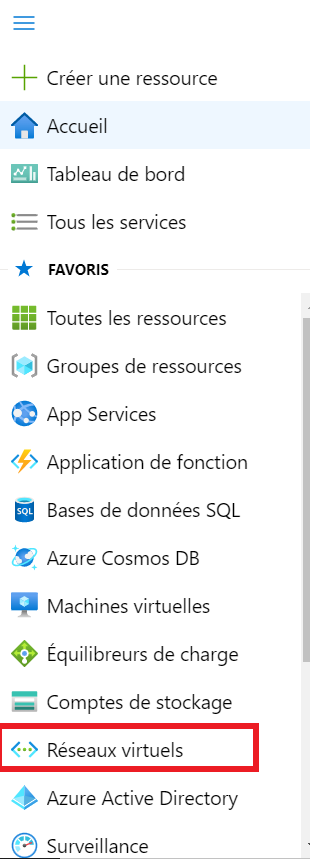 Créer une ressource
Accueil
Tableau de bord
Tous les services
FAVORIS
Toutes les ressources
Groupes de ressources
App Services
Application de fonction
SQL Bases de données SQL
Azure Cosmos DB
Machines virtuelles
Équilibreurs de charge
Comptes de stockage
Réseaux virtuels
Azure Active Directory
Surveillance